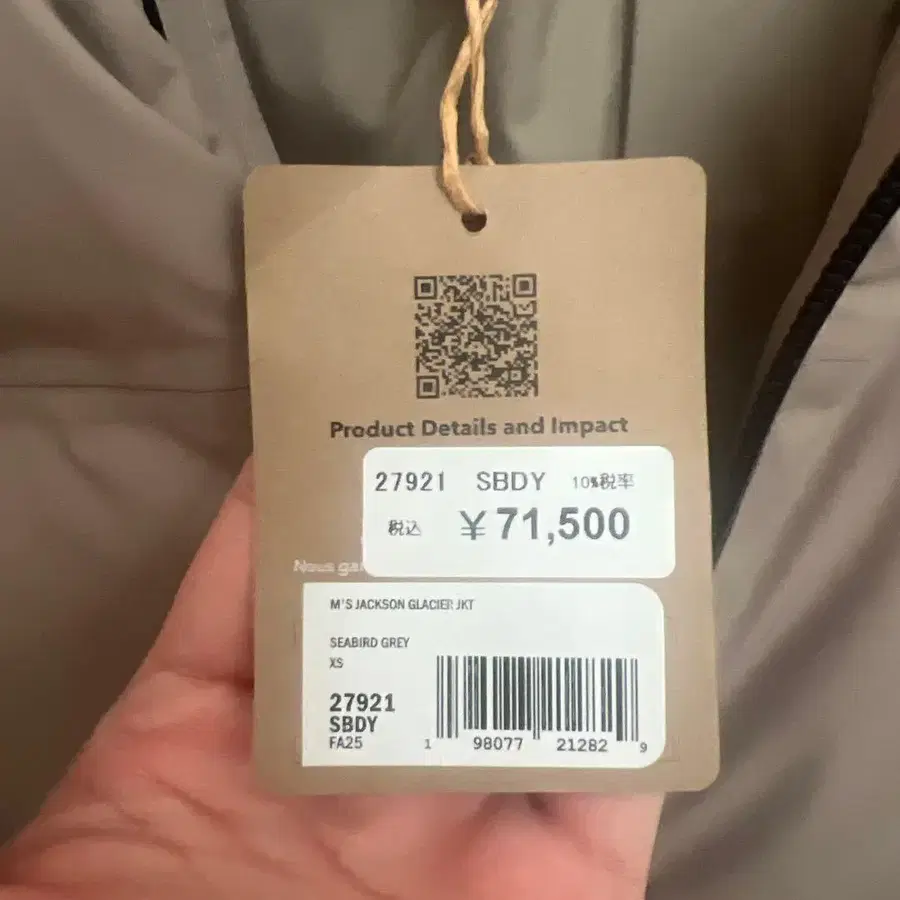 Product Details and Impact
27921 SBDY 10%税率
税込 ¥71,500
Nous
M'S JACKSON GLACIER JKT
SEABIRD GREY
XS
27921
SBDY
FA25
1 98077 21282 9